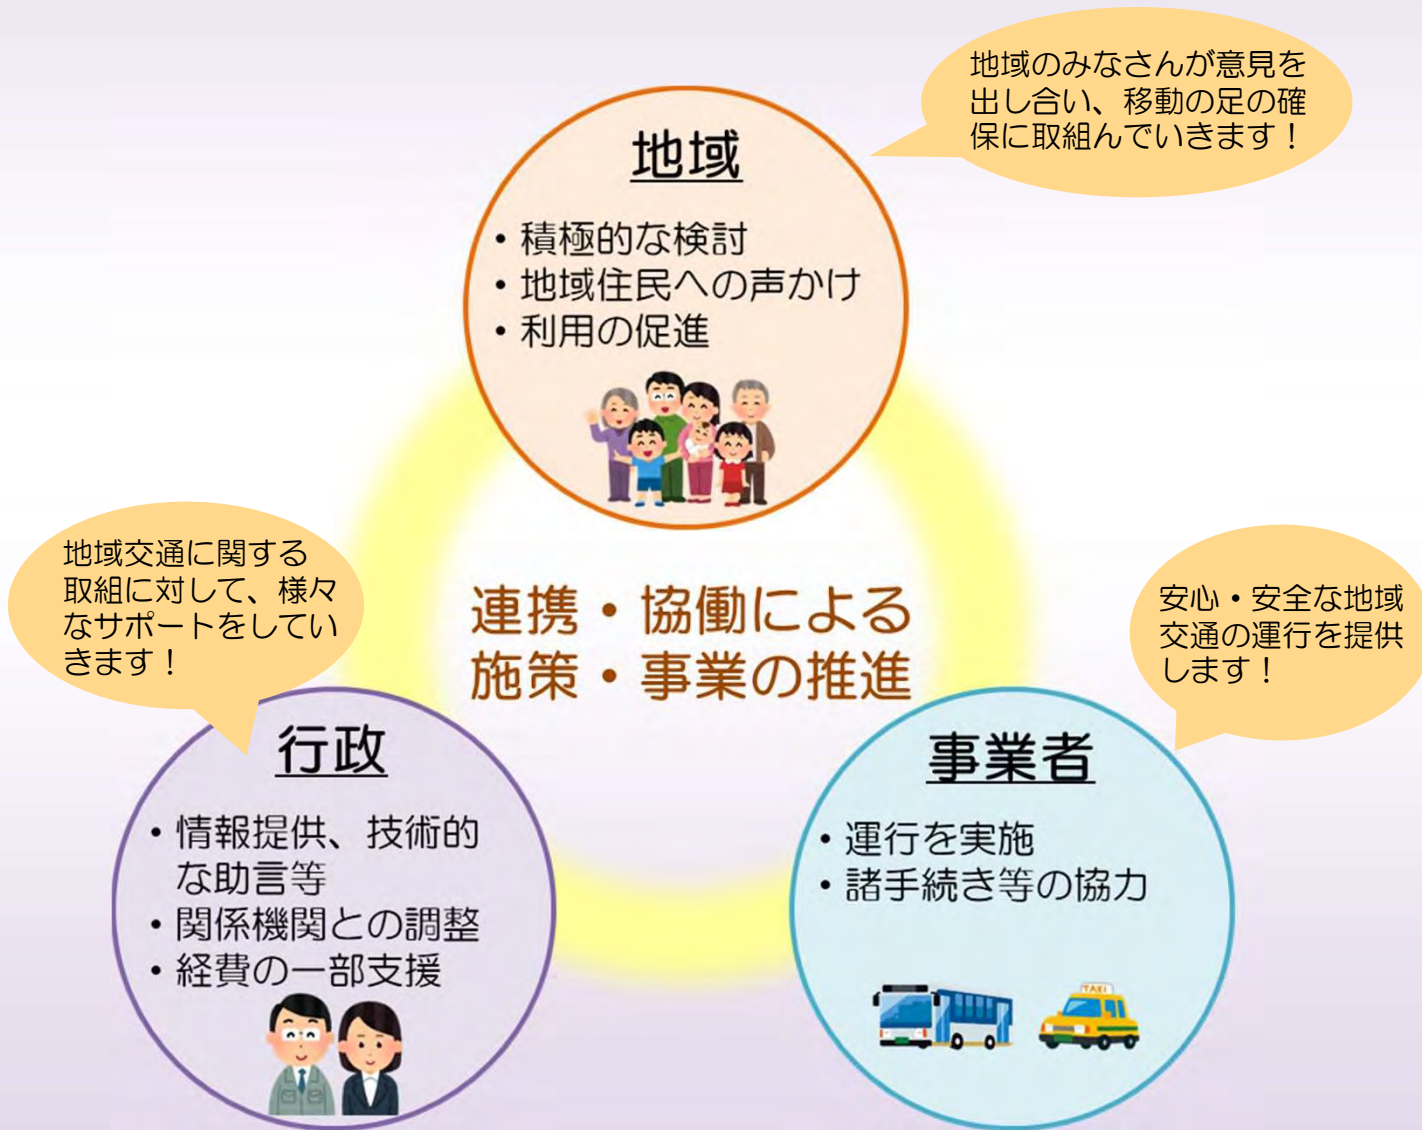 地域のみなさんが意見を
出し合い、移動の足の確
保に取組んでいきます！
地域
・積極的な検討
・地域住民への声かけ
・利用の促進
地域交通に関する
取組に対して、様々
なサポートをしてい
きます！
連携・協働による
施策・事業の推進
安心・安全な地域
交通の運行を提供
します！
行政
・情報提供、技術的
な助言等
・関係機関との調整
・経費の一部支援
事業者
・運行を実施
・諸手続き等の協力
TAXI